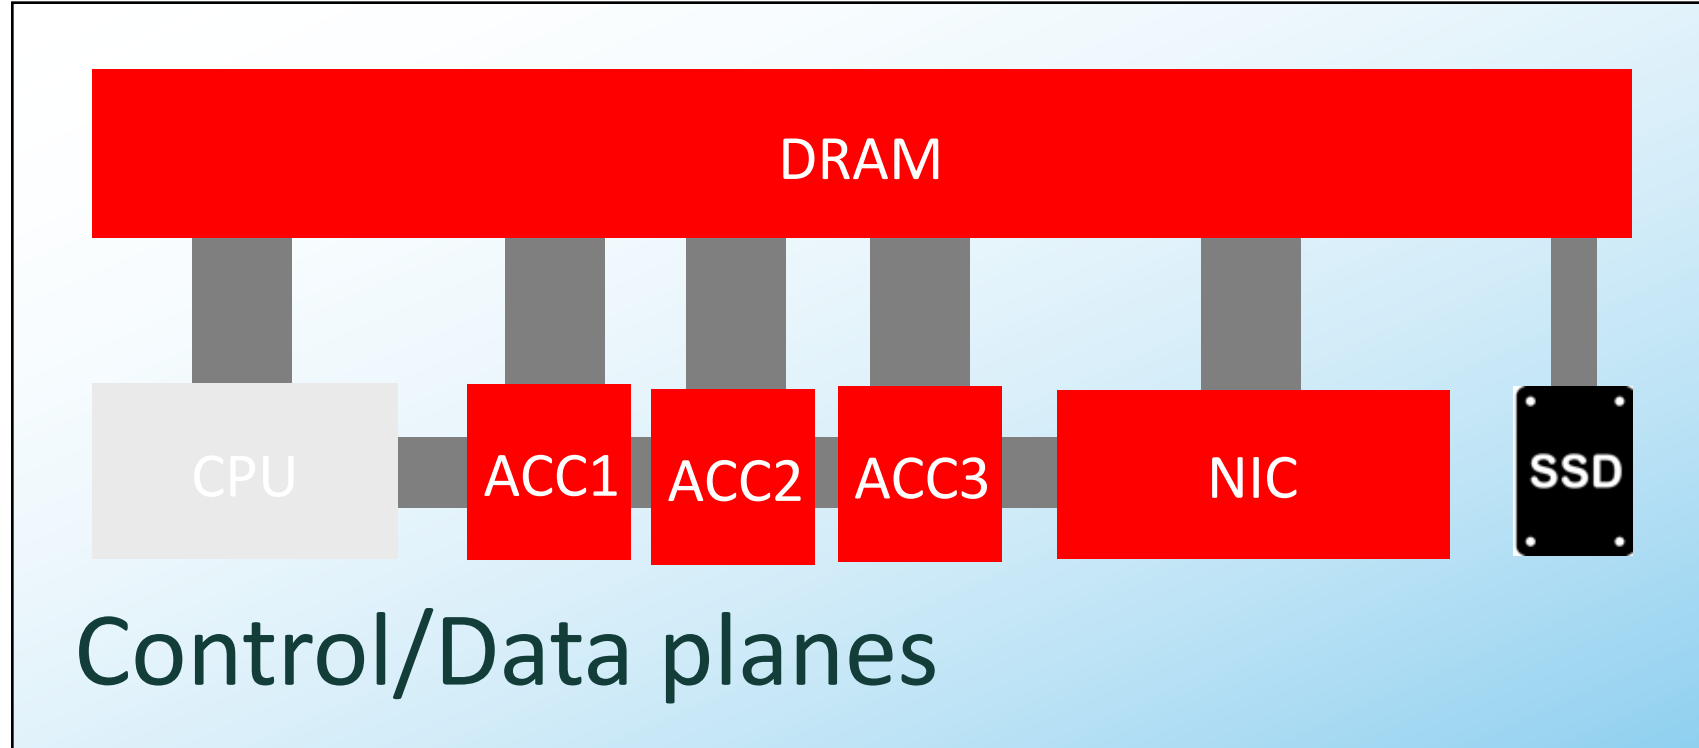 DRAM
CPU
ACC1
ACC2
ACC3
NIC
SSD
Control/Data planes